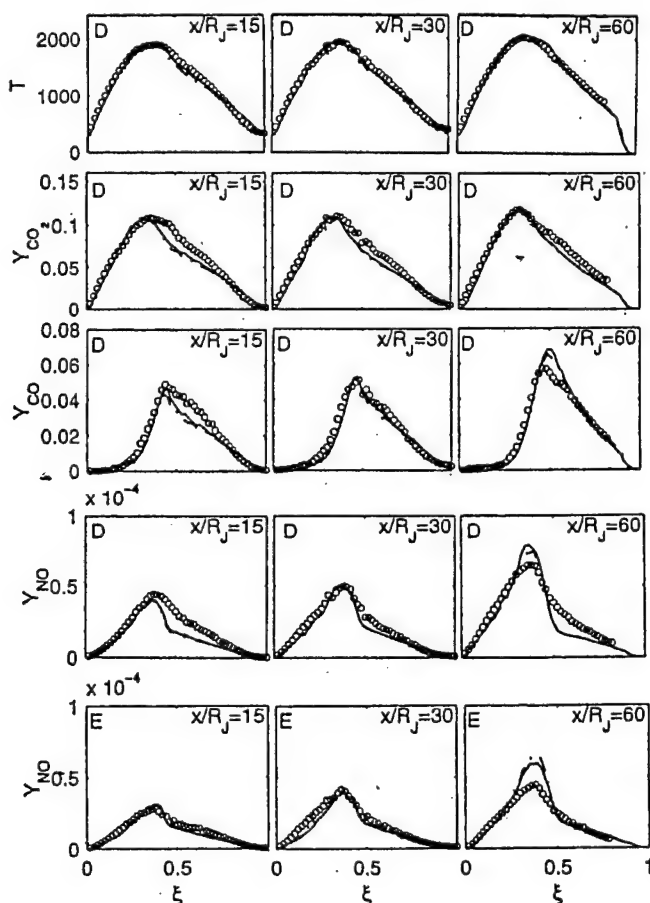 D x/R_J=15 D x/R_J=30 D x/R_J=60
2000
1000
0
T
0.15
D x/R_J=15 D x/R_J=30 D x/R_J=60
0.1
0.05
0
Y_CO_2
0.08
D x/R_J=15 D x/R_J=30 D x/R_J=60
0.06
0.04
0.02
0
Y_CO
x 10^-4
1
D x/R_J=15 D x/R_J=30 D x/R_J=60
0.5
0
Y_NO
x 10^-4
1
E x/R_J=15 E x/R_J=30 E x/R_J=60
0.5
0
Y_NO
0 0.5 0 0.5 0 0.5 1
ξ ξ ξ